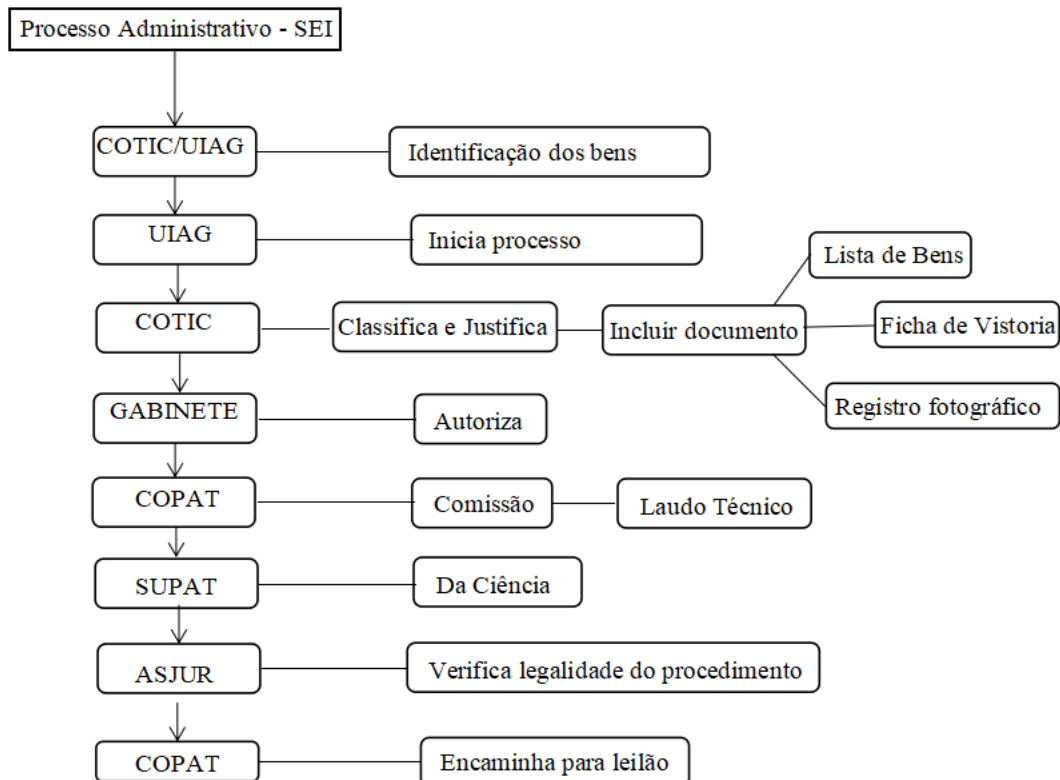 Processo Administrativo - SEI
COTIC/UIAG
Identificação dos bens
UIAG
Inicia processo
COTIC
Classifica e Justifica
Incluir documento
Lista de Bens
Ficha de Vistoria
Registro fotográfico
GABINETE
Autoriza
COPAT
Comissão
Laudo Técnico
SUPAT
Da Ciência
ASJUR
Verifica legalidade do procedimento
COPAT
Encaminha para leilão